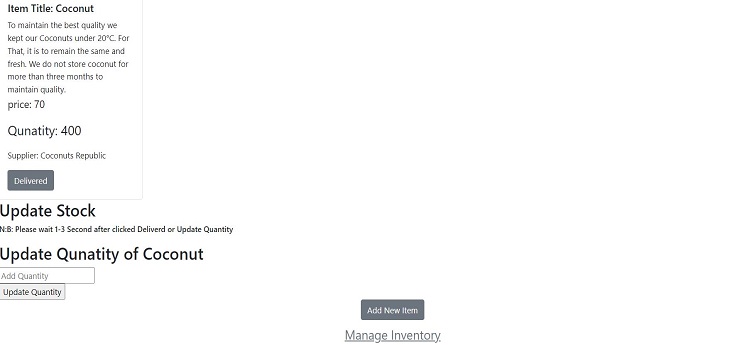 Item Title: Coconut
To maintain the best quality we
kept our Coconuts under 20°C. For
That, it is to remain the same and
fresh. We do not store coconut for
more than three months to
maintain quality.
price: 70
Qunatity: 400
Supplier: Coconuts Republic
Delivered
Update Stock
N:B: Please wait 1-3 Second after clicked Deliverd or Update Quantity
Update Qunatity of Coconut
Add Quantity
Update Quantity
Add New Item
Manage Inventory